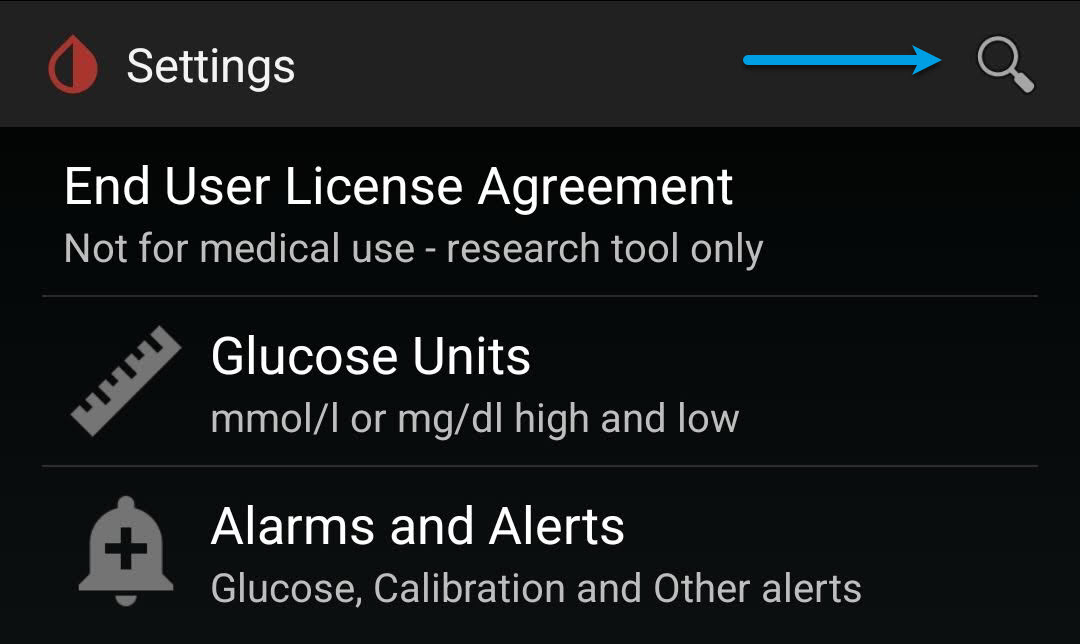 Settings
End User License Agreement
Not for medical use - research tool only
Glucose Units
mmol/l or mg/dl high and low
Alarms and Alerts
Glucose, Calibration and Other alerts